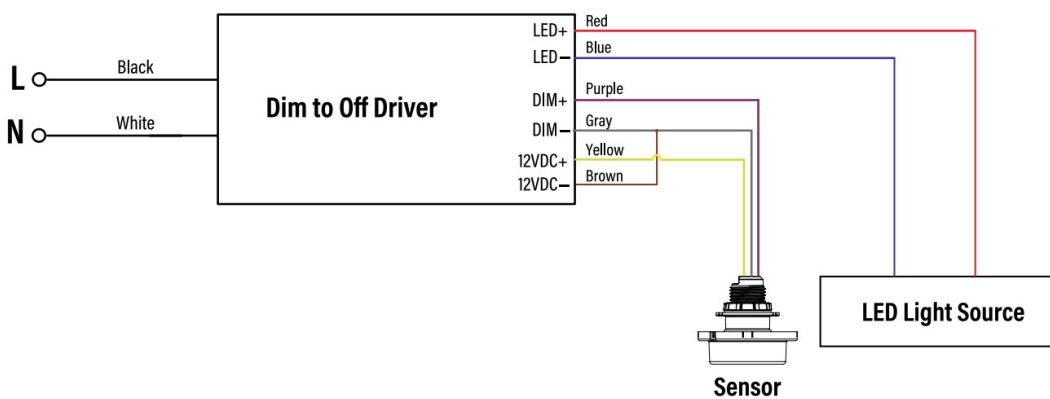 LED+
Red
LED−
Blue
L
Black
DIM+
Purple
Dim to Off Driver
N
White
DIM−
Gray
12VDC+
Yellow
12VDC−
Brown
LED Light Source
Sensor